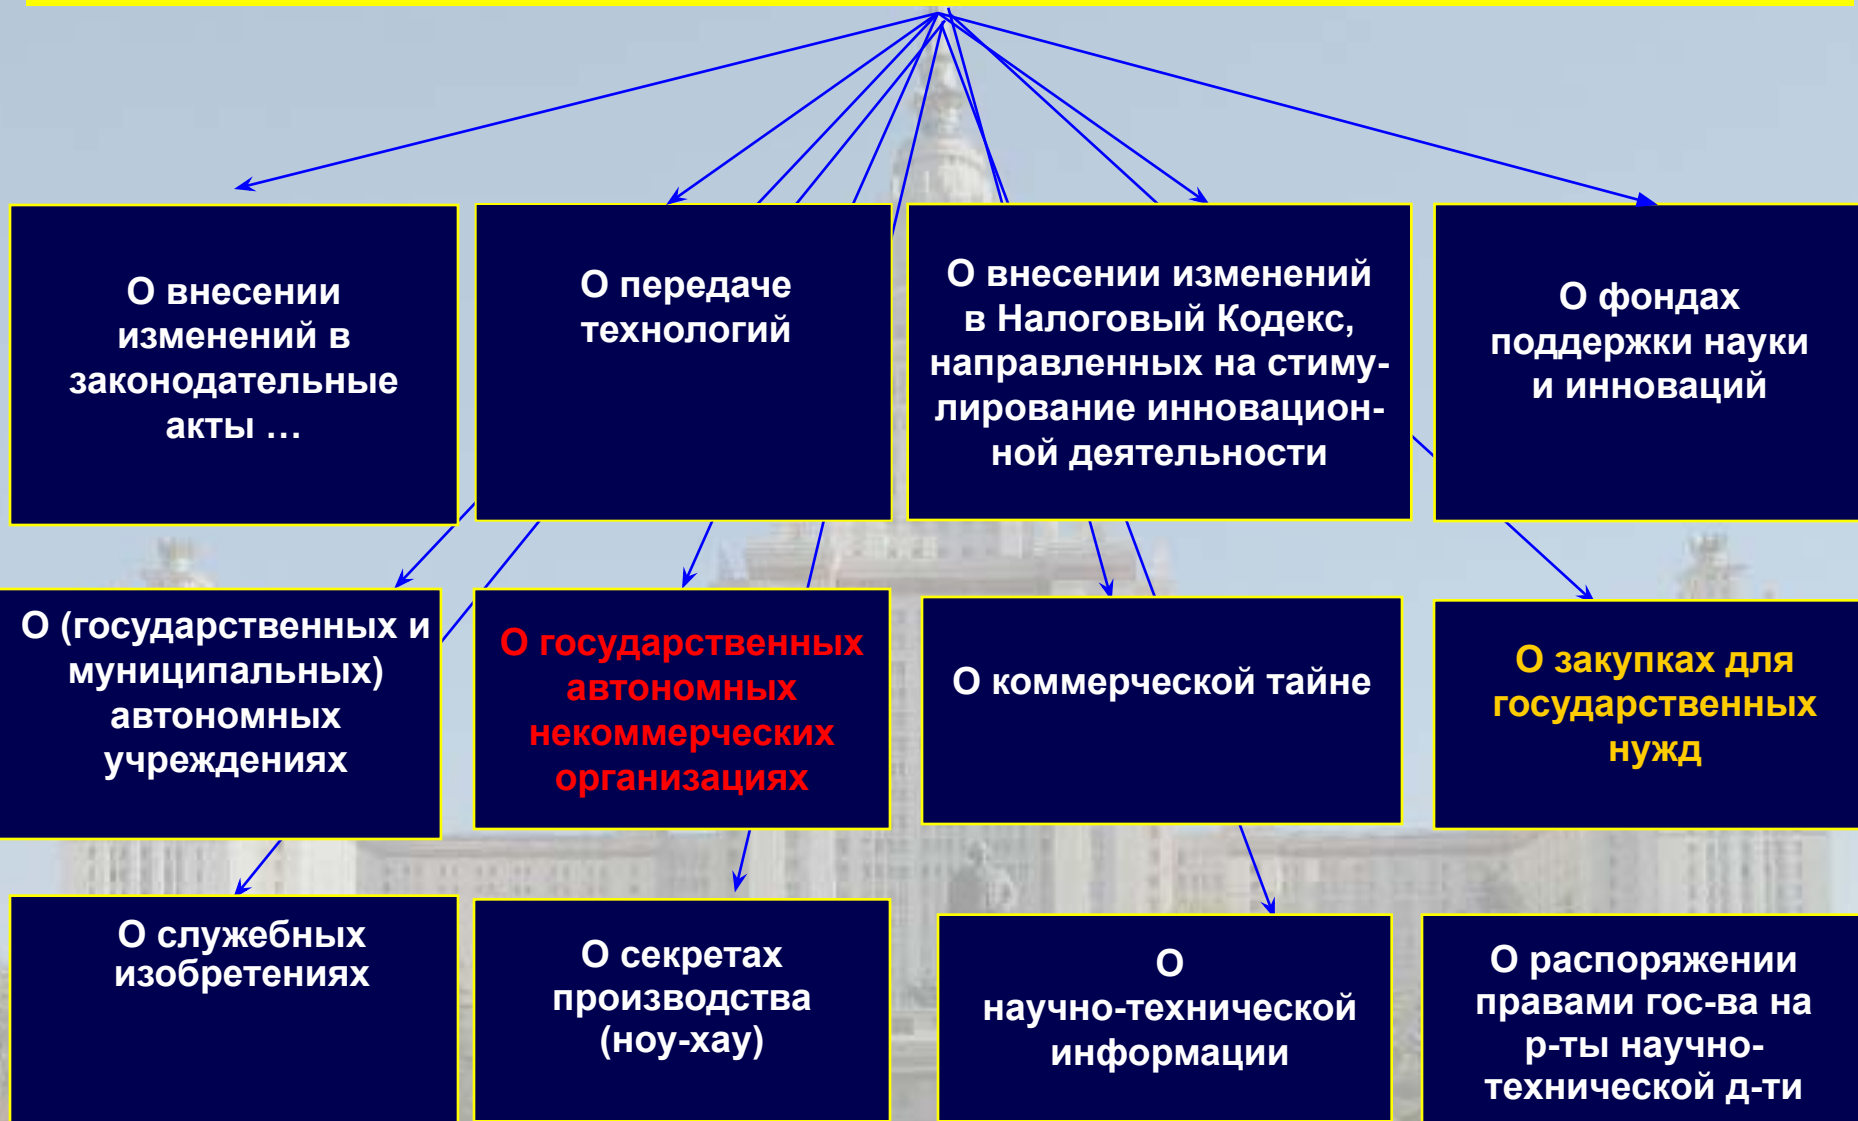 О внесении
изменений в
законодательные
акты …
О передаче
технологий
О внесении изменений
в Налоговый Кодекс,
направленных на стиму-
лирование инновацион-
ной деятельности
О фондах
поддержки науки
и инноваций
О (государственных и
муниципальных)
автономных
учреждениях
О государственных
автономных
некоммерческих
организациях
О коммерческой тайне
О закупках для
государственных
нужд
О служебных
изобретениях
О секретах
производства
(ноу-хау)
О
научно-технической
информации
О распоряжении
правами гос-ва на
р-ты научно-
технической д-ти